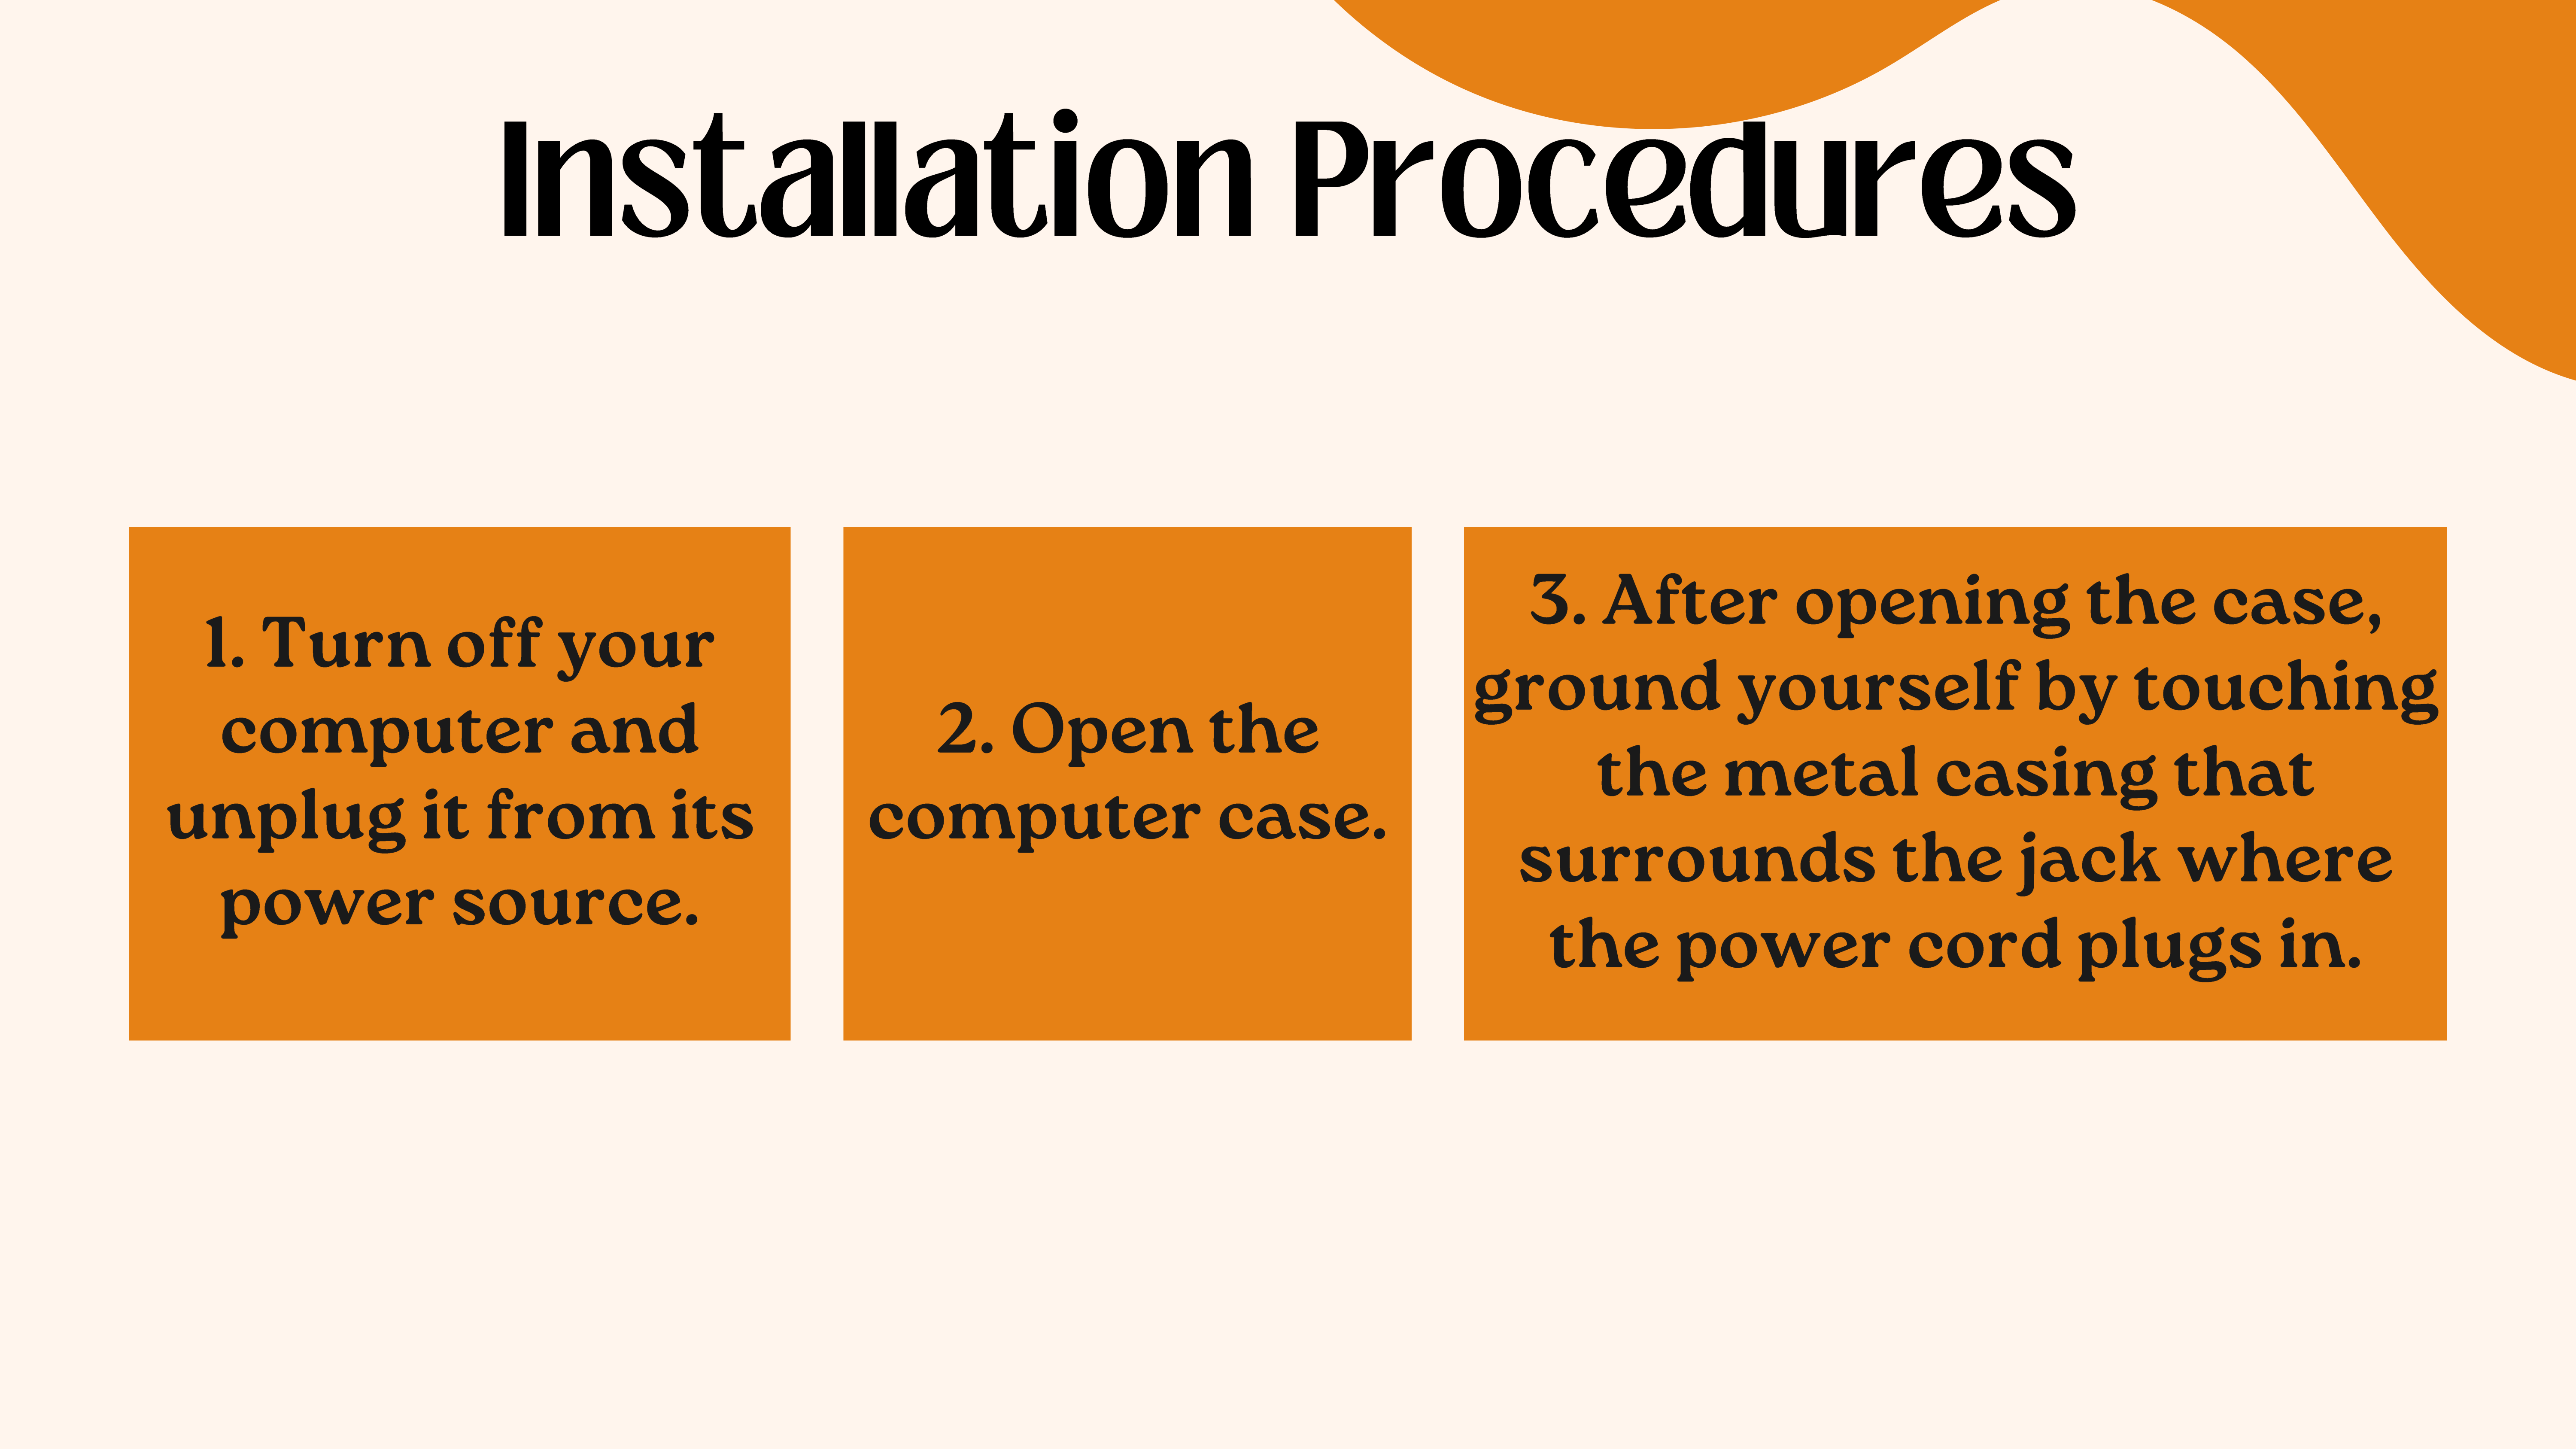 Installation Procedures
1. Turn off your
computer and
unplug it from its
power source.
2. Open the
computer case.
3. After opening the case,
ground yourself by touching
the metal casing that
surrounds the jack where
the power cord plugs in.